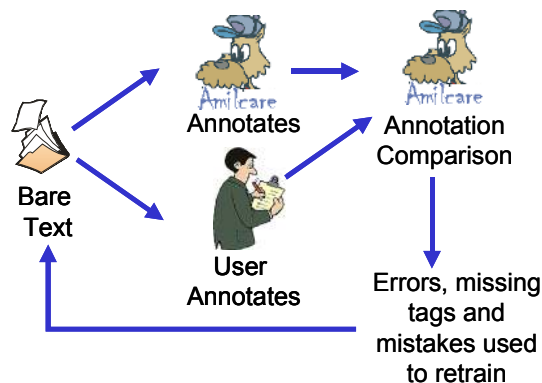 Amilcare
Annotates
Amilcare
Annotation
Comparison
Bare
Text
User
Annotates
Errors, missing
tags and
mistakes used
to retrain